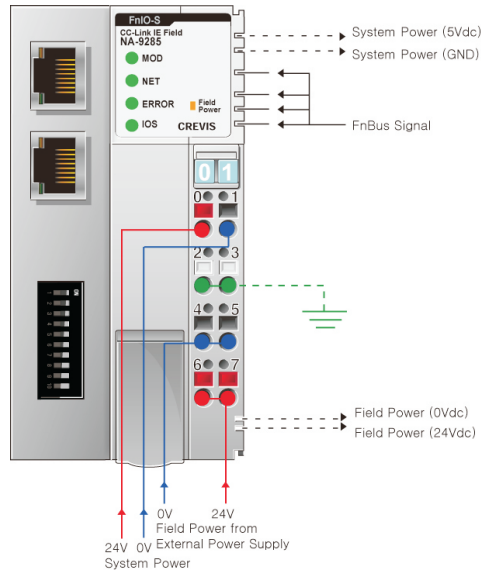 FnIO-S
CC-Link IE Field
NA-9285
MOD
NET
ERROR
Field
Power
IOS
CREVIS
System Power (5Vdc)
System Power (GND)
FnBus Signal
0 1
0 1
2 3
4 5
6 7
Field Power (0Vdc)
Field Power (24Vdc)
0V 24V
Field Power from
External Power Supply
24V 0V
System Power